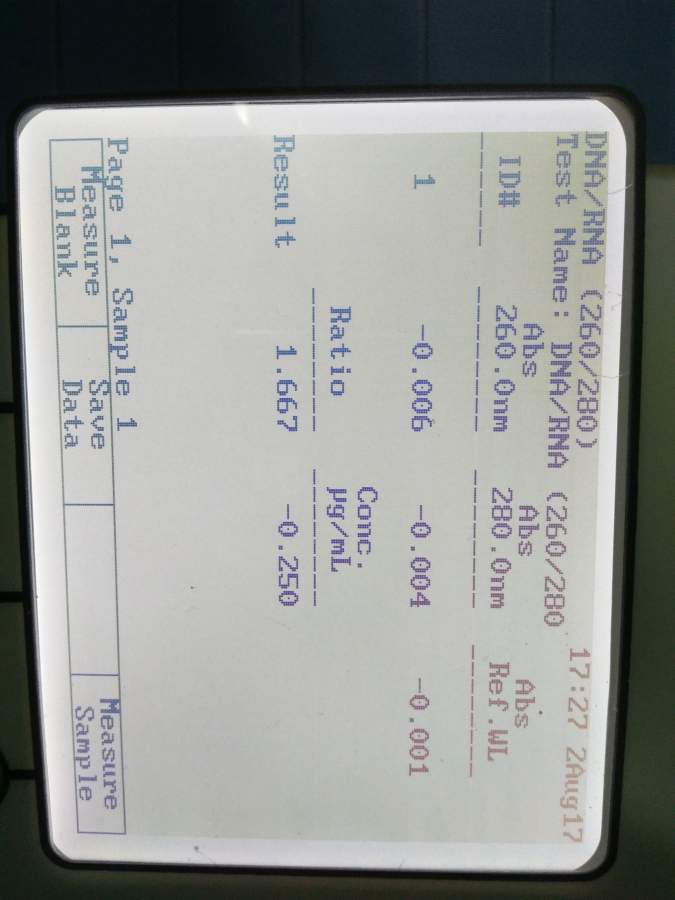 DNA/RNA (260/280) 17:27 2Aug17
Test Name: DNA/RNA (260/280
Abs Abs Abs
ID# 260.0nm 280.0nm Ref.WL
------ -------- -------- --------
1 -0.006 -0.004 -0.001
Conc.
Ratio µg/mL
-------- --------
Result 1.667 -0.250
Page 1, Sample 1
Measure Save Measure
Blank Data Sample